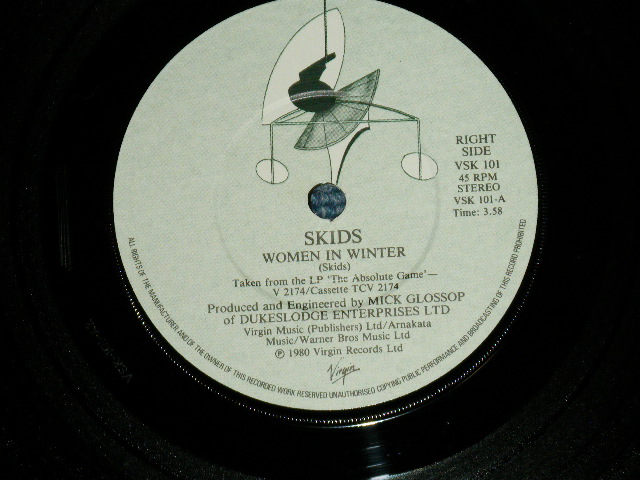 RIGHT
SIDE
VSK 101
45 RPM
STEREO
VSK 101-A
Time: 3.58
SKIDS
WOMEN IN WINTER
(Skids)
Taken from the LP 'The Absolute Game'—
V 2174/Cassette TCV 2174
Produced and Engineered by MICK GLOSSOP
of DUKESLODGE ENTERPRISES LTD
Virgin Music (Publishers) Ltd/Arnakata
Music/Warner Bros Music Ltd
℗ 1980 Virgin Records Ltd
Virgin
ALL RIGHTS OF THE MANUFACTURER AND OF THE OWNER OF THIS RECORDED WORK RESERVED UNAUTHORISED COPYING PUBLIC PERFORMANCE AND BROADCASTING OF THIS RECORD PROHIBITED